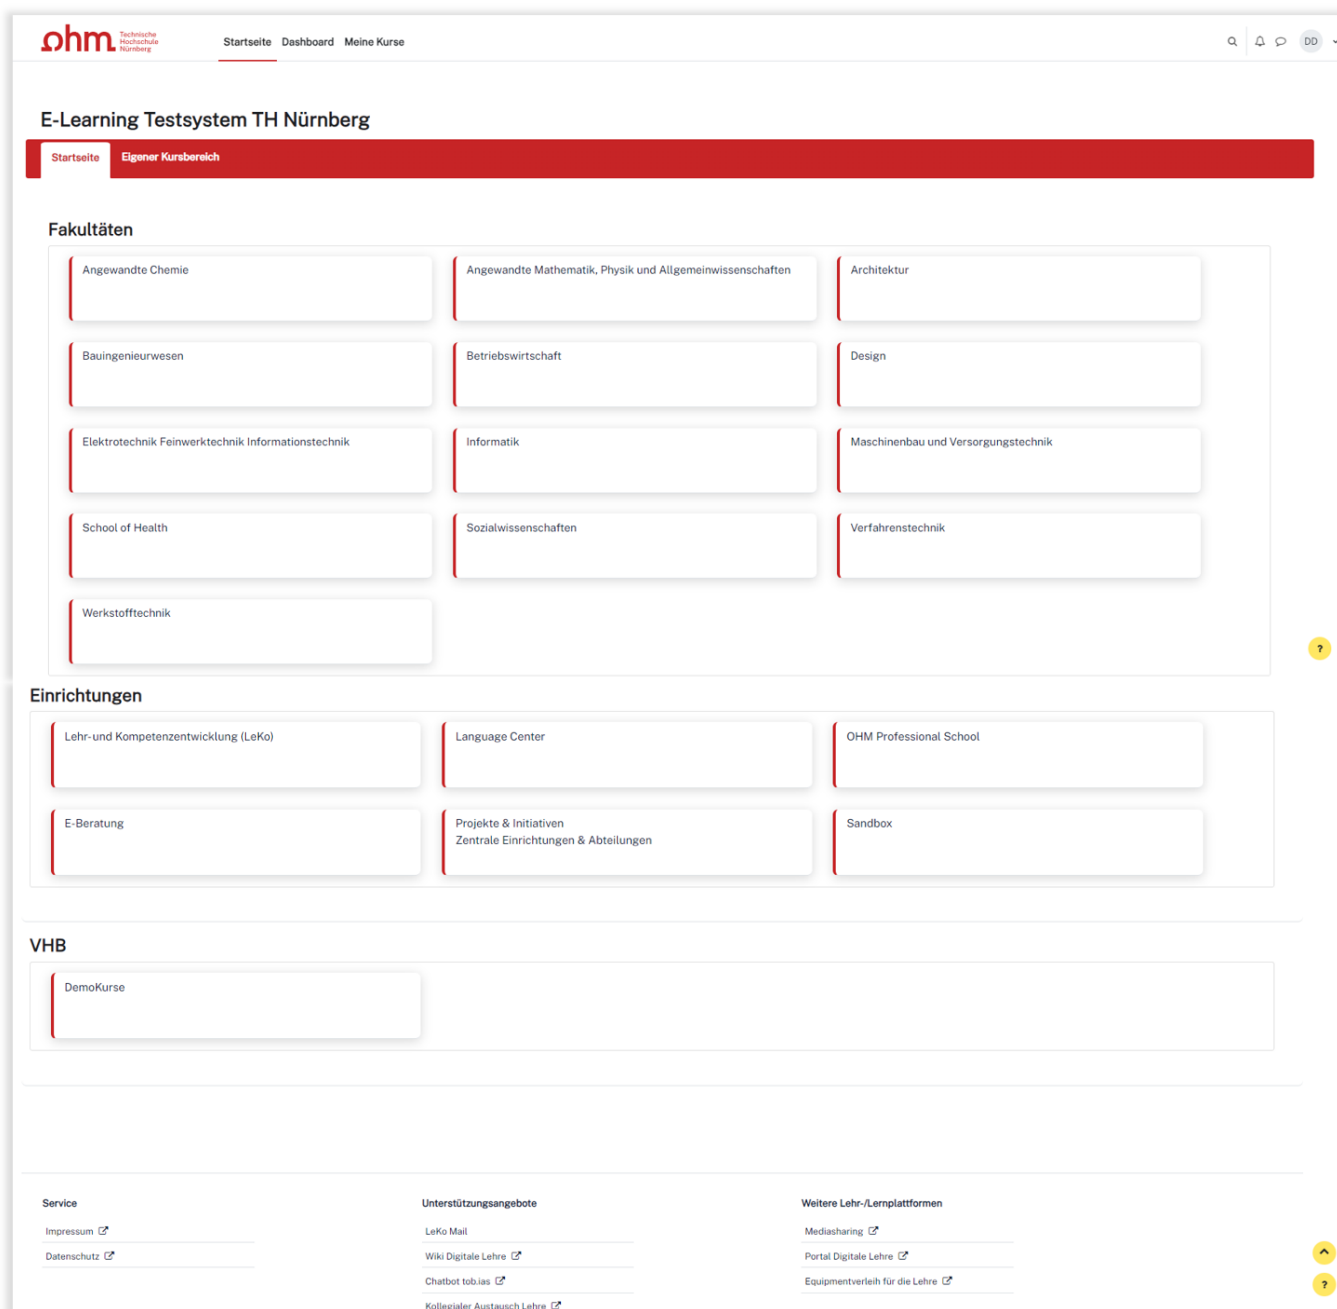 ohm Technische
Hochschule
Nürnberg
Startseite Dashboard Meine Kurse
DD
E-Learning Testsystem TH Nürnberg
Startseite Eigener Kursbereich
Fakultäten
Angewandte Chemie
Angewandte Mathematik, Physik und Allgemeinwissenschaften
Architektur
Bauingenieurwesen
Betriebswirtschaft
Design
Elektrotechnik Feinwerktechnik Informationstechnik
Informatik
Maschinenbau und Versorgungstechnik
School of Health
Sozialwissenschaften
Verfahrenstechnik
Werkstofftechnik
?
Einrichtungen
Lehr- und Kompetenzentwicklung (LeKo)
Language Center
OHM Professional School
E-Beratung
Projekte & Initiativen
Zentrale Einrichtungen & Abteilungen
Sandbox
VHB
DemoKurse
Service
Impressum
Datenschutz
Unterstützungsangebote
LeKo Mail
Wiki Digitale Lehre
Chatbot tob.ias
Kollegialer Austausch Lehre
Weitere Lehr-/Lernplattformen
Mediasharing
Portal Digitale Lehre
Equipmentverleih für die Lehre
?